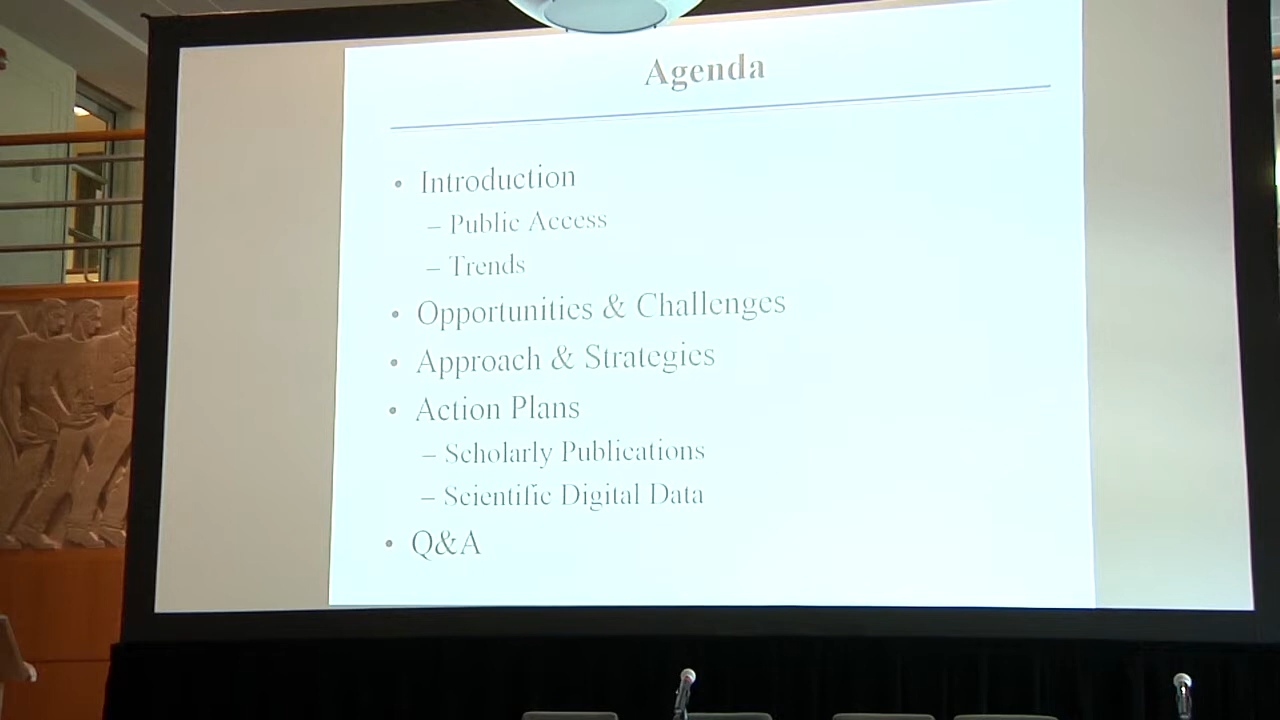 Agenda
• Introduction
– Public Access
– Trends
• Opportunities & Challenges
• Approach & Strategies
• Action Plans
– Scholarly Publications
– Scientific Digital Data
• Q&A